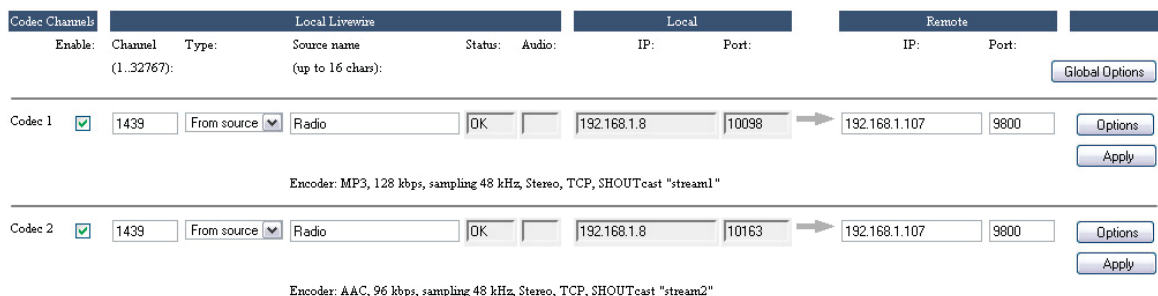 Codec Channels Local Livewire Local Remote
Enable: Channel Type: Source name Status: Audio: IP: Port: IP: Port:
(1..32767): (up to 16 chars):
Global Options
Codec 1 1439 From source Radio OK 192.168.1.8 10098 192.168.1.107 9800 Options
Apply
Encoder: MP3, 128 kbps, sampling 48 kHz, Stereo, TCP, SHOUTcast "stream1"
Codec 2 1439 From source Radio OK 192.168.1.8 10163 192.168.1.107 9800 Options
Apply
Encoder: AAC, 96 kbps, sampling 48 kHz, Stereo, TCP, SHOUTcast "stream2"